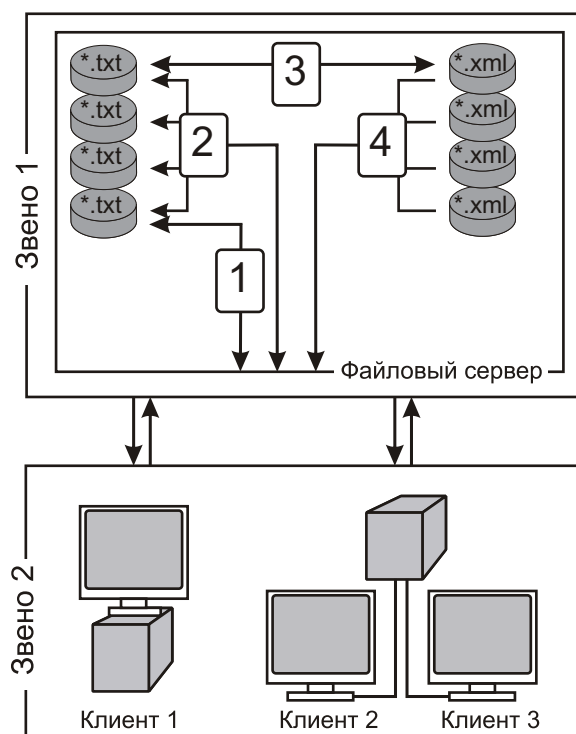 *.txt
3
*.xml
*.txt
*.xml
2
4
*.txt
*.xml
*.txt
*.xml
1
Звено 1
Файловый сервер
Звено 2
Клиент 1
Клиент 2
Клиент 3